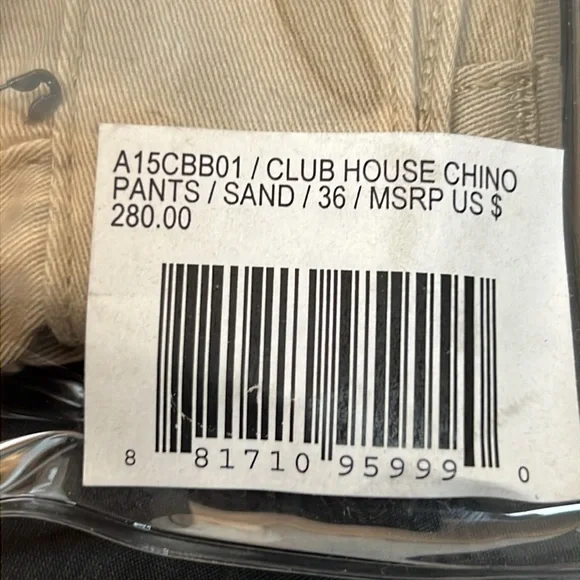 A15CBB01 / CLUB HOUSE CHINO
PANTS / SAND / 36 / MSRP US $
280.00
8 81710 95999 0